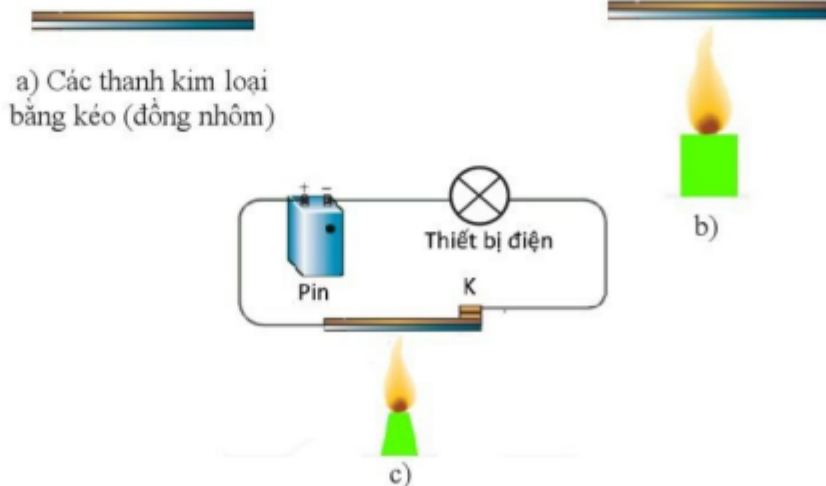 a) Các thanh kim loại
bằng kéo (đồng nhôm)
b)
+ −
Thiết bị điện
Pin
K
c)